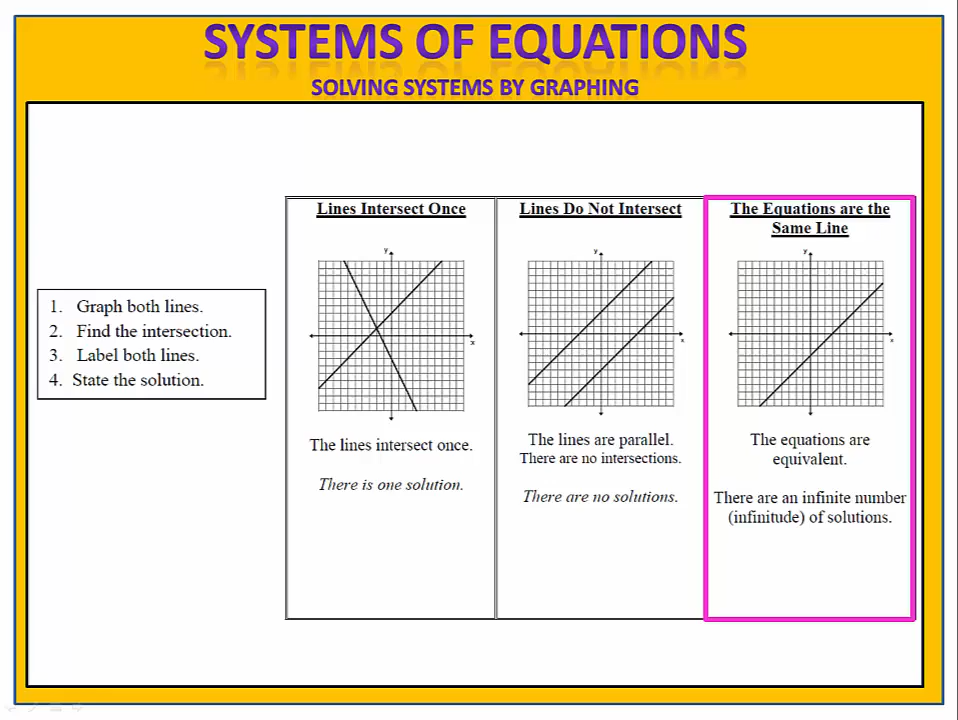 SYSTEMS OF EQUATIONS
SOLVING SYSTEMS BY GRAPHING
1. Graph both lines.
2. Find the intersection.
3. Label both lines.
4. State the solution.
Lines Intersect Once
y
x
The lines intersect once.
There is one solution.
Lines Do Not Intersect
y
x
The lines are parallel.
There are no intersections.
There are no solutions.
The Equations are the
Same Line
y
x
The equations are
equivalent.
There are an infinite number
(infinitude) of solutions.